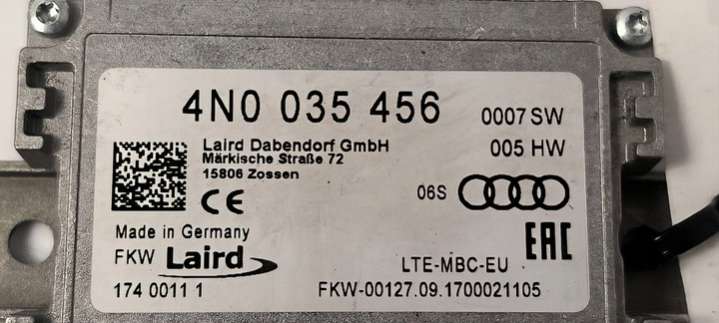 4N0 035 456
0007 SW
Laird Dabendorf GmbH
005 HW
Märkische Straße 72
15806 Zossen
06S
CE
Made in Germany
EAC
FKW Laird
LTE-MBC-EU
174 0011 1
FKW-00127.09.1700021105